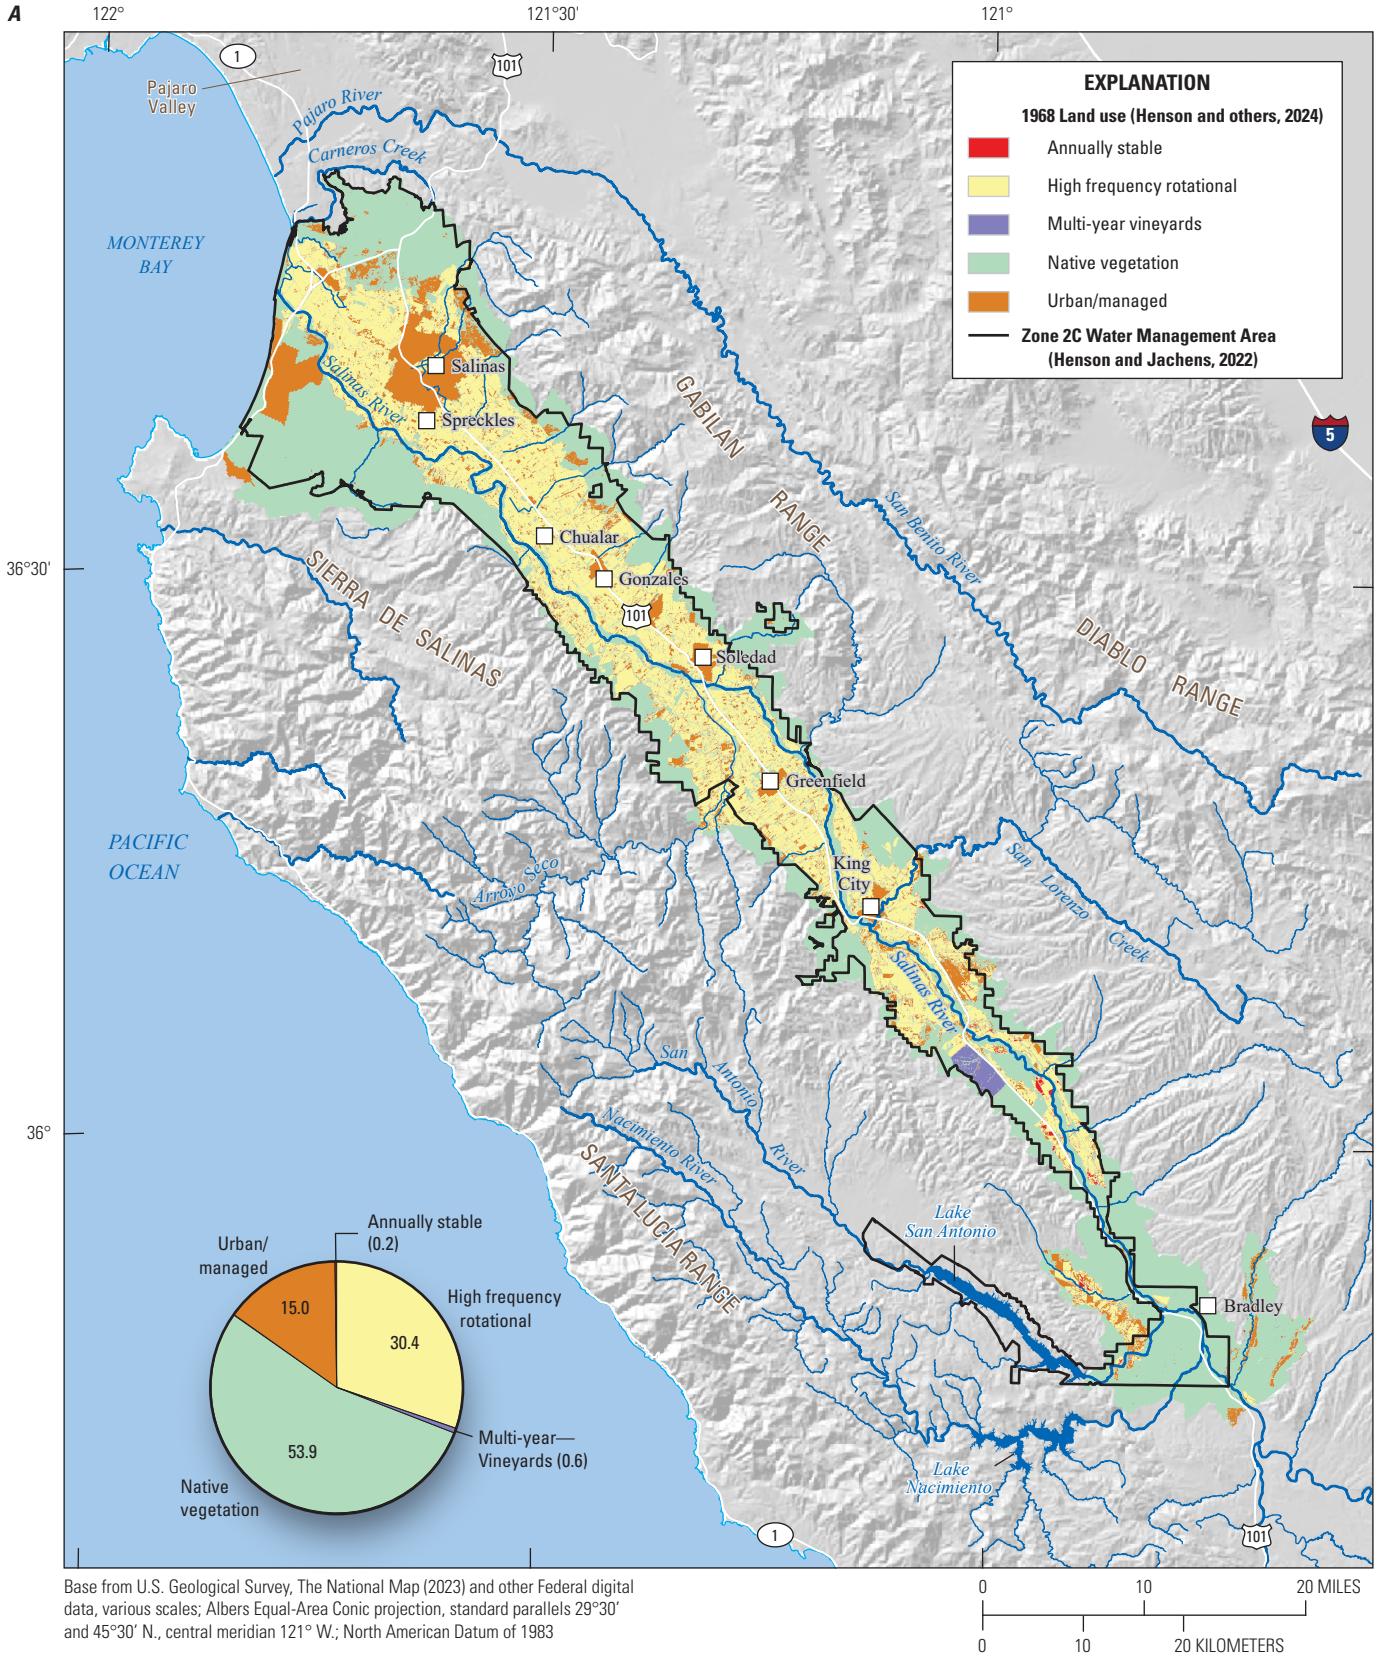 A
122°
121°30'
121°
1
101
Pajaro
Valley
Pajaro River
Carneros Creek
EXPLANATION
1968 Land use (Henson and others, 2024)
Annually stable
High frequency rotational
Multi-year vineyards
Native vegetation
Urban/managed
Zone 2C Water Management Area
(Henson and Jachens, 2022)
MONTEREY
BAY
Salinas
Salinas River
Spreckles
GABILAN
RANGE
5
San Benito River
Chualar
36°30'
Gonzales
101
SIERRA DE SALINAS
Soledad
DIABLO
RANGE
Greenfield
PACIFIC
OCEAN
King
City
San Lorenzo
Creek
Arroyo Seco
Salinas River
San
Antonio
River
Nacimiento River
36°
SANTA LUCIA RANGE
Lake
San Antonio
Bradley
Lake
Nacimiento
1
101
Annually stable
(0.2)
Urban/
managed
15.0
High frequency
rotational
30.4
Multi-year—
Vineyards (0.6)
53.9
Native
vegetation
Base from U.S. Geological Survey, The National Map (2023) and other Federal digital
data, various scales; Albers Equal-Area Conic projection, standard parallels 29°30'
and 45°30' N., central meridian 121° W.; North American Datum of 1983
0 10 20 MILES
0 10 20 KILOMETERS